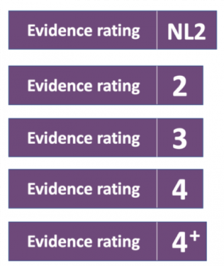 Evidence rating NL2
Evidence rating 2
Evidence rating 3
Evidence rating 4
Evidence rating 4+